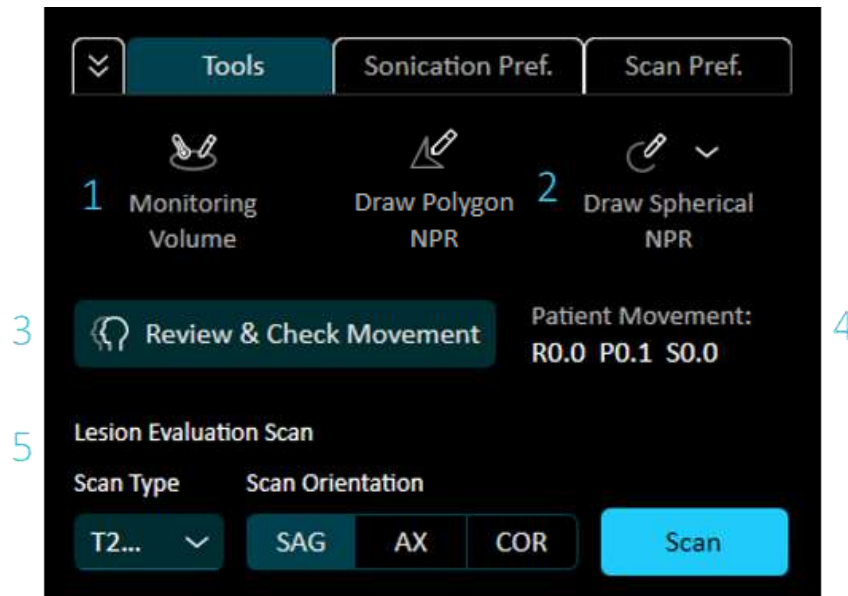 Tools Sonication Pref. Scan Pref.
1 Monitoring Volume
Draw Polygon NPR
2 Draw Spherical NPR
3 Review & Check Movement
Patient Movement:
R0.0 P0.1 S0.0
4
5 Lesion Evaluation Scan
Scan Type Scan Orientation
T2... SAG AX COR Scan